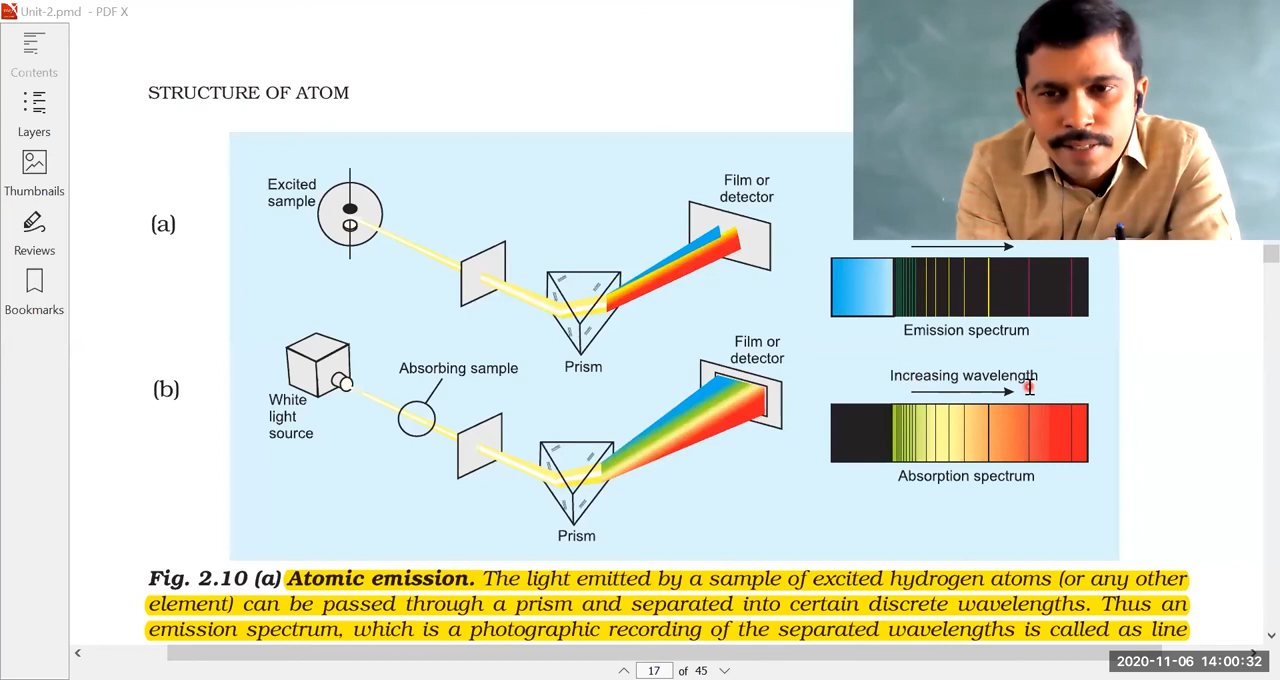 Unit-2.pmd - PDF X
Contents
Layers
Thumbnails
Reviews
Bookmarks
STRUCTURE OF ATOM
(a)
Excited
sample
Film or
detector
Prism
Emission spectrum
(b)
White
light
source
Absorbing sample
Film or
detector
Prism
Increasing wavelength
Absorption spectrum
Fig. 2.10 (a) Atomic emission. The light emitted by a sample of excited hydrogen atoms (or any other
element) can be passed through a prism and separated into certain discrete wavelengths. Thus an
emission spectrum, which is a photographic recording of the separated wavelengths is called as line
17 of 45
2020-11-06 14:00:32